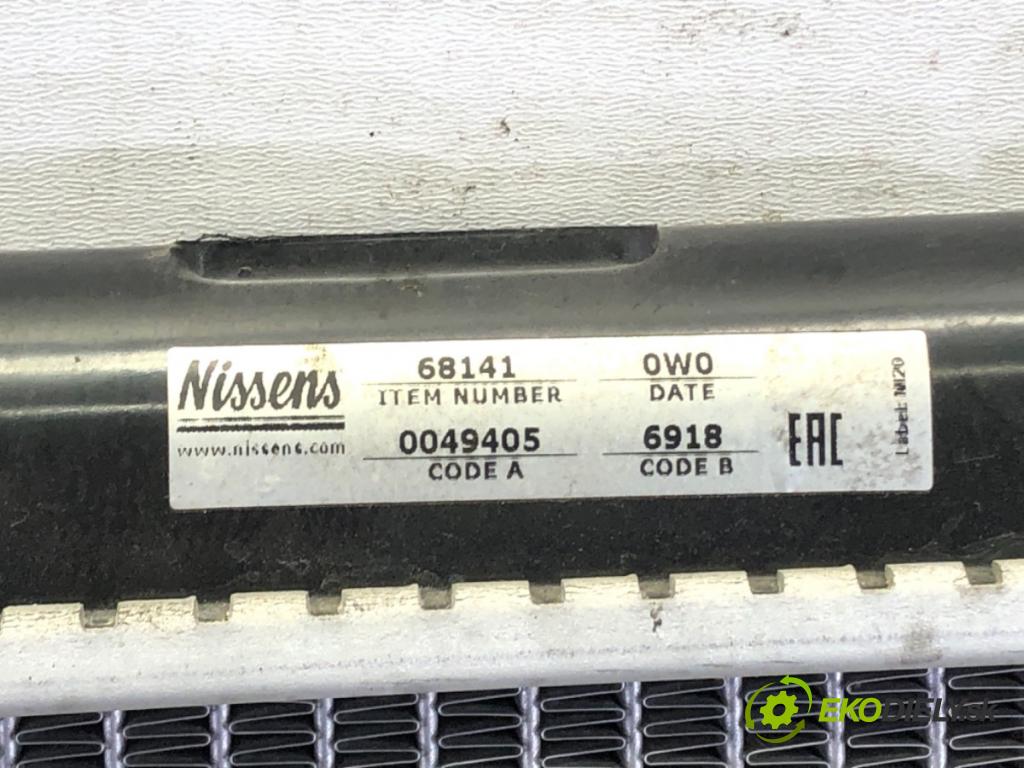 Nissens
www.nissens.com
68141
ITEM NUMBER
0W0
DATE
0049405
CODE A
6918
CODE B
EAC
Label: NI20
EKODIELY.sk